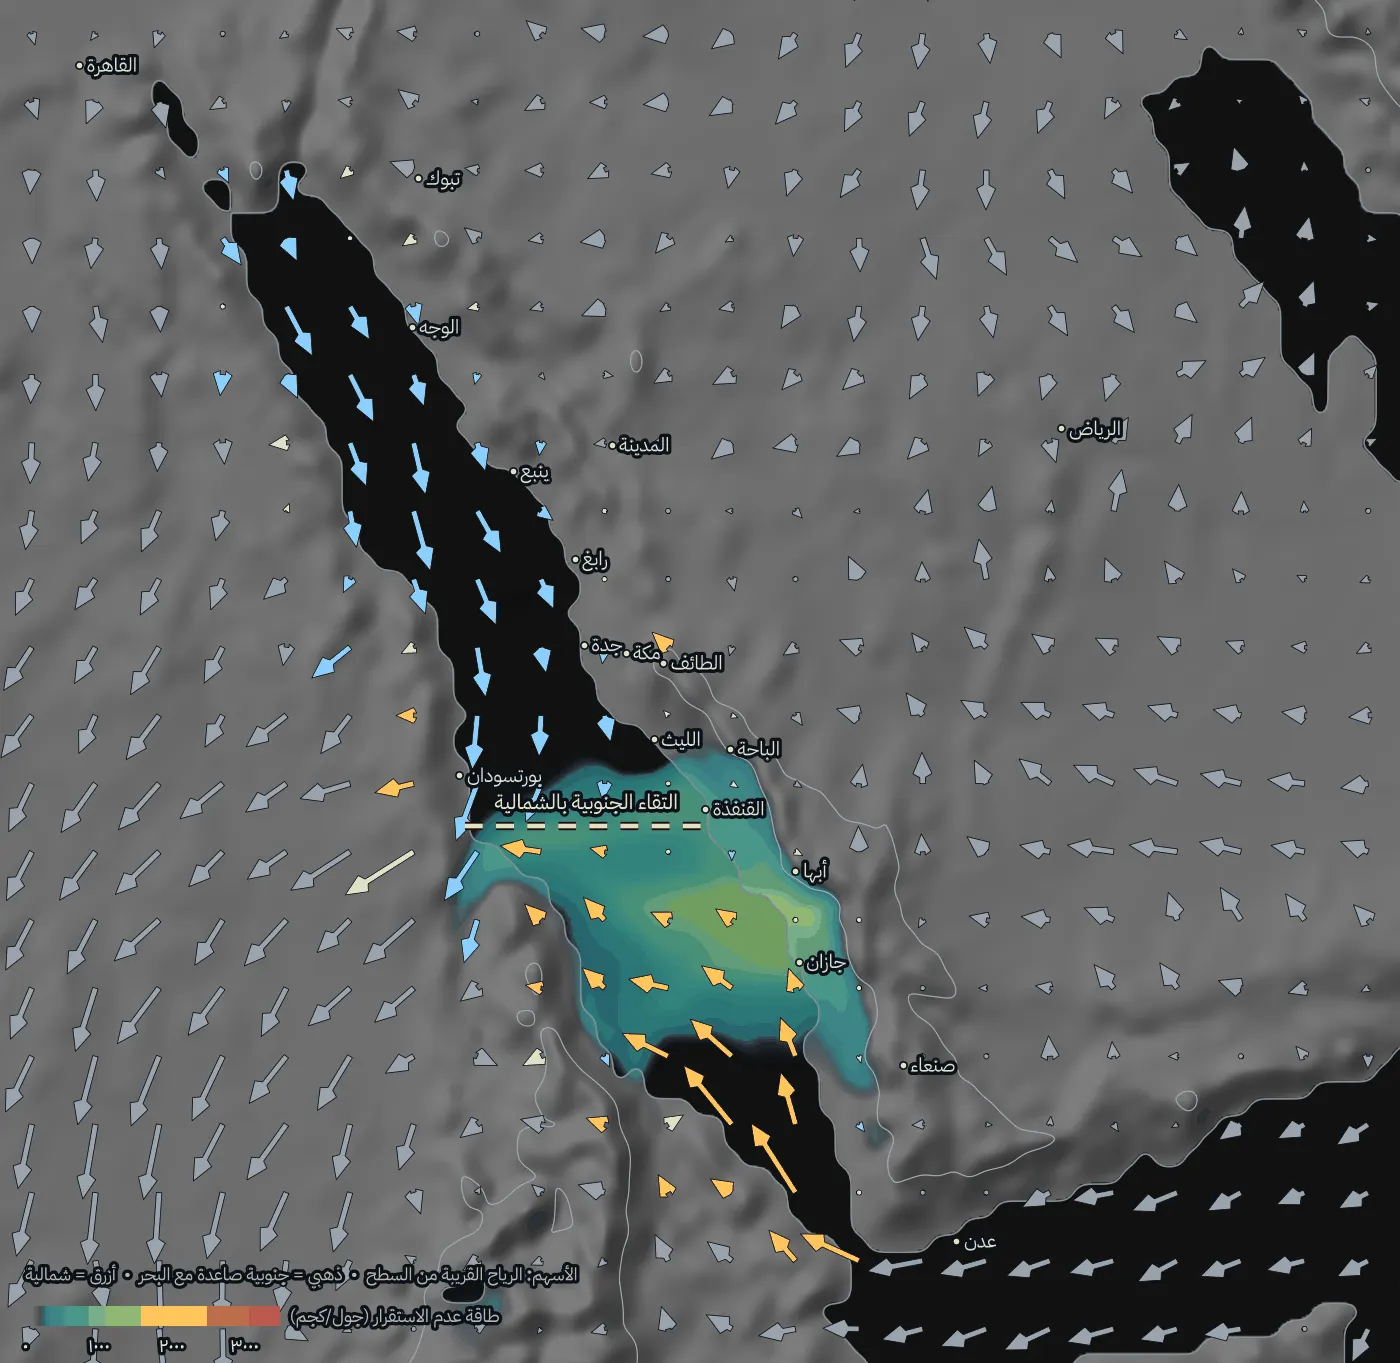 القاهرة
تبوك
الوجه
الرياض
المدينة
ينبع
رابغ
جدة
مكة
الطائف
الليث
الباحة
بورتسودان
التقاء الجنوبية بالشمالية
القنفذة
أبها
جازان
صنعاء
عدن
الأسهم: الرياح القريبة من السطح • ذهبي = جنوبية صاعدة مع البحر • أزرق = شمالية
طاقة عدم الاستقرار (جول/كجم)
٠ ١٠٠٠ ٢٠٠٠ ٣٠٠٠